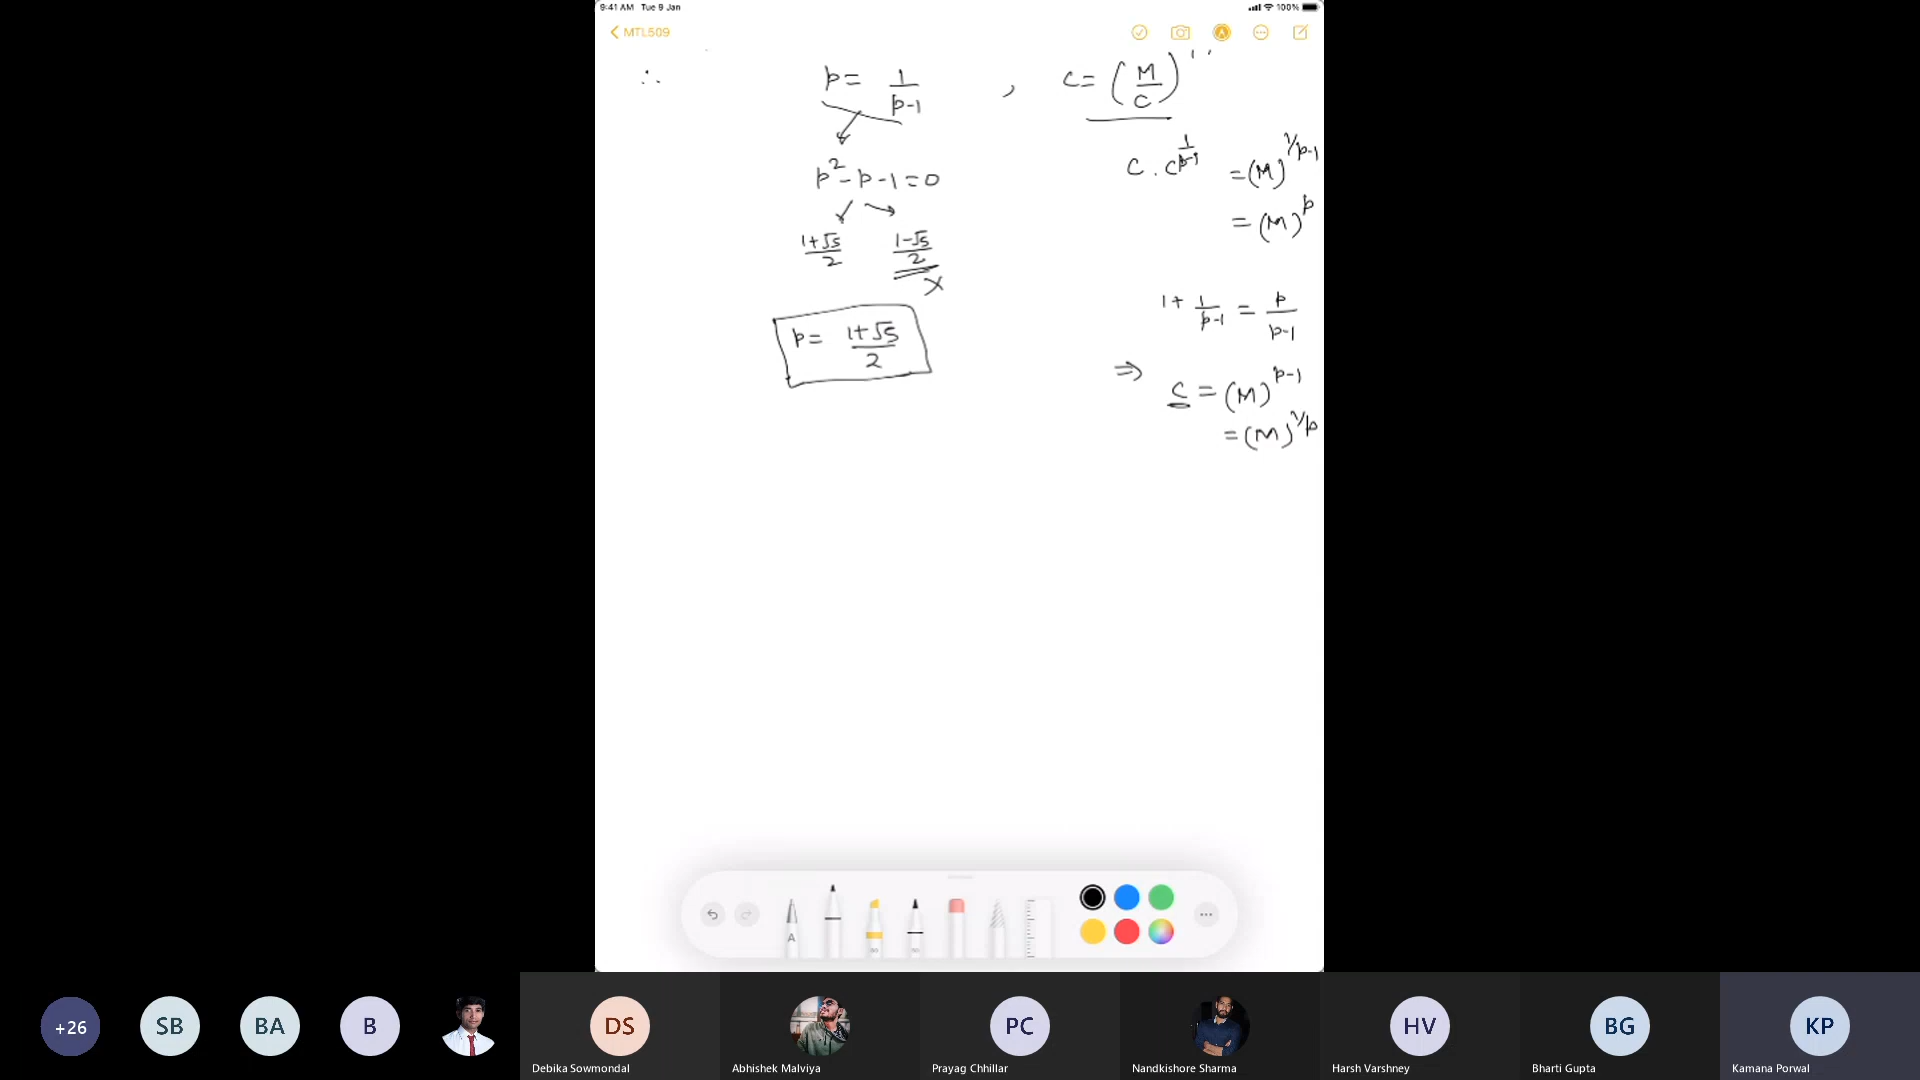 9:41 AM Tue 9 Jan
100%
MTL509
∴ p = 1/(p-1) , c = (M/c)
p² - p - 1 = 0
(1+√5)/2 (1-√5)/2
x
p = (1+√5)/2
c . c^(1/(p-1)) = (M)^(1/p-1)
= (M)^p
1 + 1/(p-1) = p/(p-1)
⇒ c = (M)^(p-1)
= (M)^(1/p)
A
50
50
+26
SB
BA
B
DS
PC
HV
BG
KP
Debika Sowmondal
Abhishek Malviya
Prayag Chhillar
Nandkishore Sharma
Harsh Varshney
Bharti Gupta
Kamana Porwal